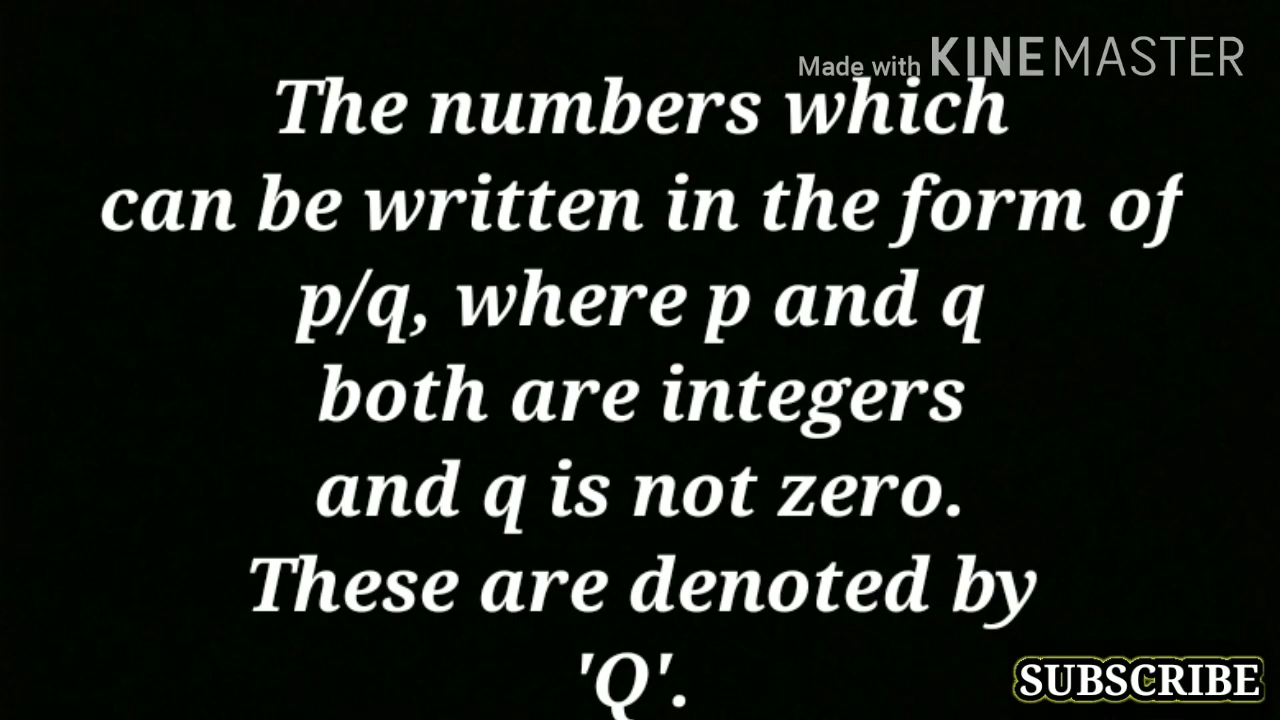 Made with KINEMASTER
The numbers which
can be written in the form of
p/q, where p and q
both are integers
and q is not zero.
These are denoted by
'Q'.
SUBSCRIBE